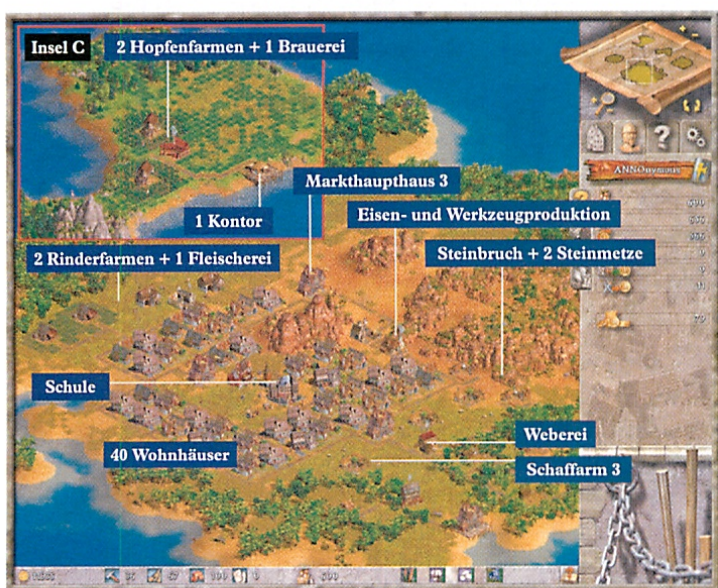 Insel C
2 Hopfenfarmen + 1 Brauerei
1 Kontor
Markthaupthaus 3
Eisen- und Werkzeugproduktion
2 Rinderfarmen + 1 Fleischerei
Steinbruch + 2 Steinmetze
Schule
40 Wohnhäuser
Weberei
Schaffarm 3
?